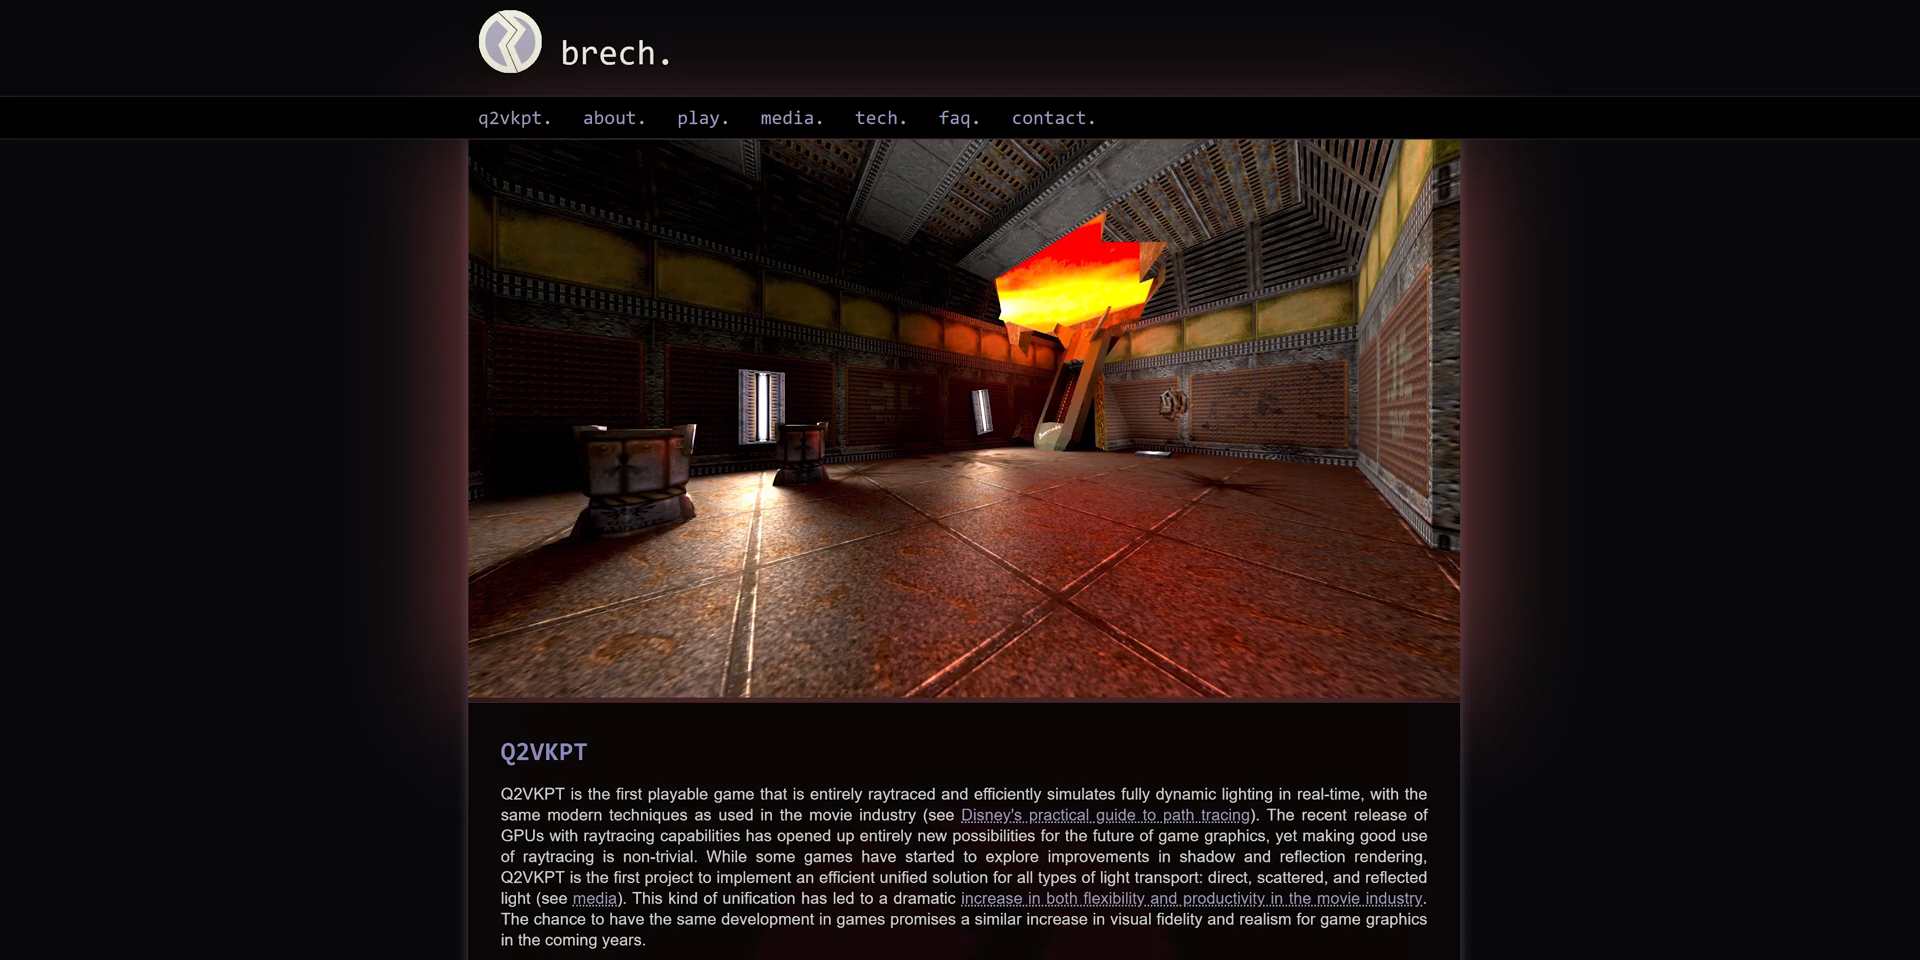 brech.
q2vkpt. about. play. media. tech. faq. contact.
Q2VKPT
Q2VKPT is the first playable game that is entirely raytraced and efficiently simulates fully dynamic lighting in real-time, with the
same modern techniques as used in the movie industry (see Disney's practical guide to path tracing). The recent release of
GPUs with raytracing capabilities has opened up entirely new possibilities for the future of game graphics, yet making good use
of raytracing is non-trivial. While some games have started to explore improvements in shadow and reflection rendering,
Q2VKPT is the first project to implement an efficient unified solution for all types of light transport: direct, scattered, and reflected
light (see media). This kind of unification has led to a dramatic increase in both flexibility and productivity in the movie industry.
The chance to have the same development in games promises a similar increase in visual fidelity and realism for game graphics
in the coming years.